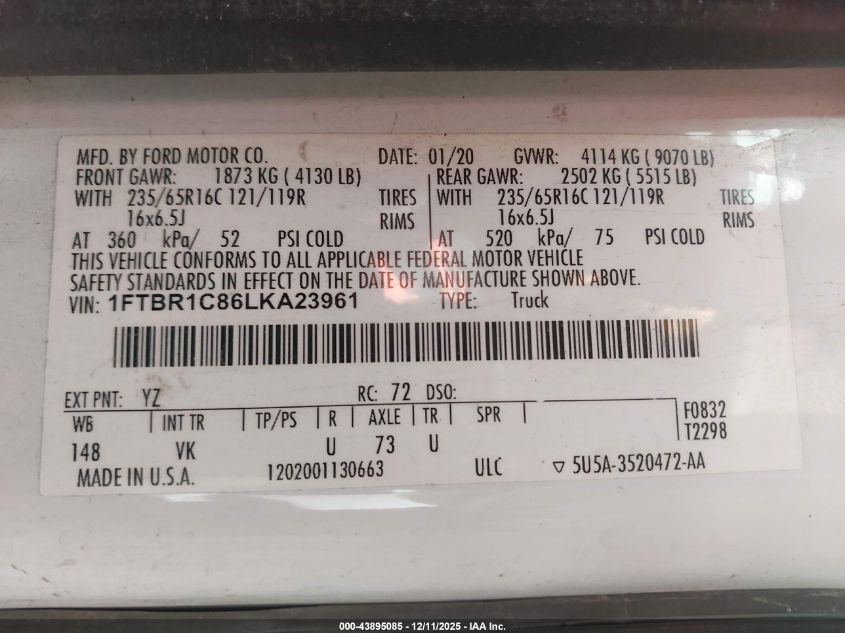 MFD. BY FORD MOTOR CO. DATE: 01/20 GVWR: 4114 KG ( 9070 LB)
FRONT GAWR: 1873 KG ( 4130 LB) REAR GAWR: 2502 KG ( 5515 LB)
WITH 235/65R16C 121/119R TIRES WITH 235/65R16C 121/119R TIRES
16x6.5J RIMS 16x6.5J RIMS
AT 360 kPa/ 52 PSI COLD AT 520 kPa/ 75 PSI COLD
THIS VEHICLE CONFORMS TO ALL APPLICABLE FEDERAL MOTOR VEHICLE
SAFETY STANDARDS IN EFFECT ON THE DATE OF MANUFACTURE SHOWN ABOVE.
VIN: 1FTBR1C86LKA23961 TYPE: Truck
EXT PNT: YZ RC: 72 DSO:
WB INT TR TP/PS R AXLE TR SPR F0832
T2298
148 VK U 73 U
MADE IN U.S.A. 1202001130663 ULC ▽ 5U5A-3520472-AA
000-43895085 - 12/11/2025 - IAA Inc.